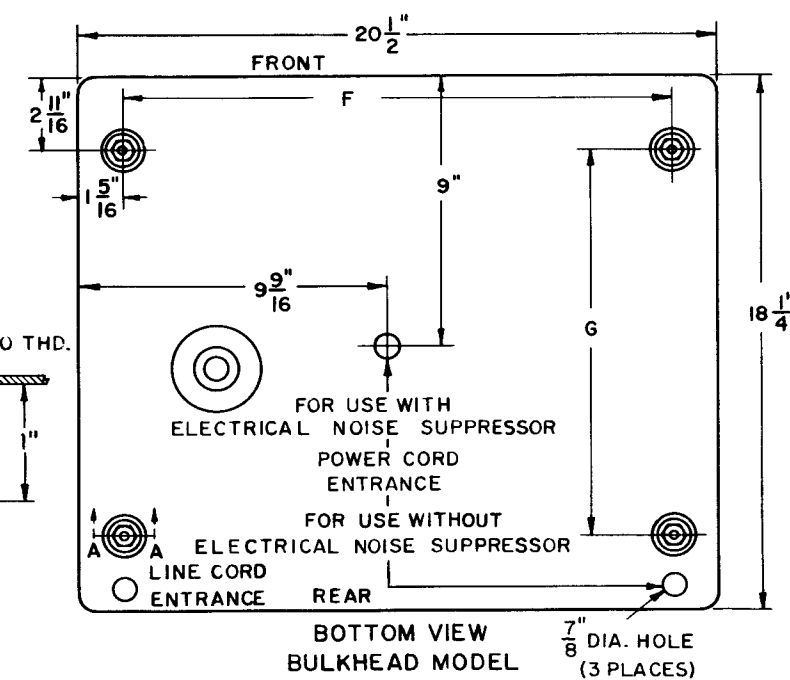 20 1/2"
FRONT
2 11/16"
F
1 5/16"
9"
9 9/16"
18 1/4'
G
O THD.
1"
FOR USE WITH
ELECTRICAL NOISE SUPPRESSOR
POWER CORD
ENTRANCE
FOR USE WITHOUT
ELECTRICAL NOISE SUPPRESSOR
A A
LINE CORD
ENTRANCE
REAR
7/8" DIA. HOLE
(3 PLACES)
BOTTOM VIEW
BULKHEAD MODEL